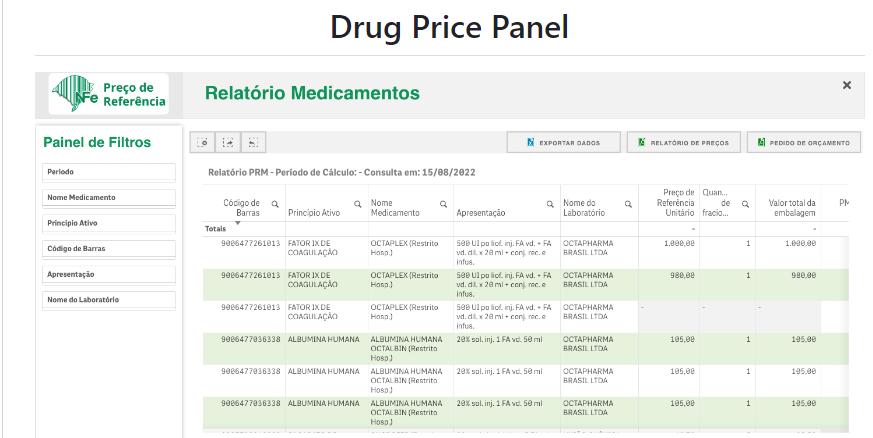 Drug Price Panel
NFe
Preço de
Referência
Relatório Medicamentos
Painel de Filtros
EXPORTAR DADOS
RELATÓRIO DE PREÇOS
PEDIDO DE ORÇAMENTO
Período
Nome Medicamento
Princípio Ativo
Código de Barras
Apresentação
Nome do Laboratório
Relatório PRM - Período de Cálculo: - Consulta em: 15/08/2022
Código de Barras Princípio Ativo Nome Medicamento Apresentação Nome do Laboratório Preço de Referência Unitário Quan... de fracio... Valor total da embalagem PM
Totais - -
9006477261013 FATOR IX DE COAGULAÇÃO OCTAPLEX (Restrito Hosp.) 500 UI po liof. inj. FA vd. + FA vd. dil. x 20 ml + conj. rec. e infus. OCTAPHARMA BRASIL LTDA 1.000,00 1 1.000,00
9006477261013 FATOR IX DE COAGULAÇÃO OCTAPLEX (Restrito Hosp.) 500 UI po liof. inj. FA vd. + FA vd. dil. x 20 ml + conj. rec. e infus. OCTAPHARMA BRASIL LTDA 980,00 1 980,00
9006477261013 FATOR IX DE COAGULAÇÃO OCTAPLEX (Restrito Hosp.) 500 UI po liof. inj. FA vd. + FA vd. dil. x 20 ml + conj. rec. e infus. OCTAPHARMA BRASIL LTDA - - -
9006477036338 ALBUMINA HUMANA ALBUMINA HUMANA OCTALBIN (Restrito Hosp.) 20% sol. inj. 1 FA vd. 50 ml OCTAPHARMA BRASIL LTDA 105,00 1 105,00
9006477036338 ALBUMINA HUMANA ALBUMINA HUMANA OCTALBIN (Restrito Hosp.) 20% sol. inj. 1 FA vd. 50 ml OCTAPHARMA BRASIL LTDA 105,00 1 105,00
9006477036338 ALBUMINA HUMANA ALBUMINA HUMANA OCTALBIN (Restrito Hosp.) 20% sol. inj. 1 FA vd. 50 ml OCTAPHARMA BRASIL LTDA 105,00 1 105,00